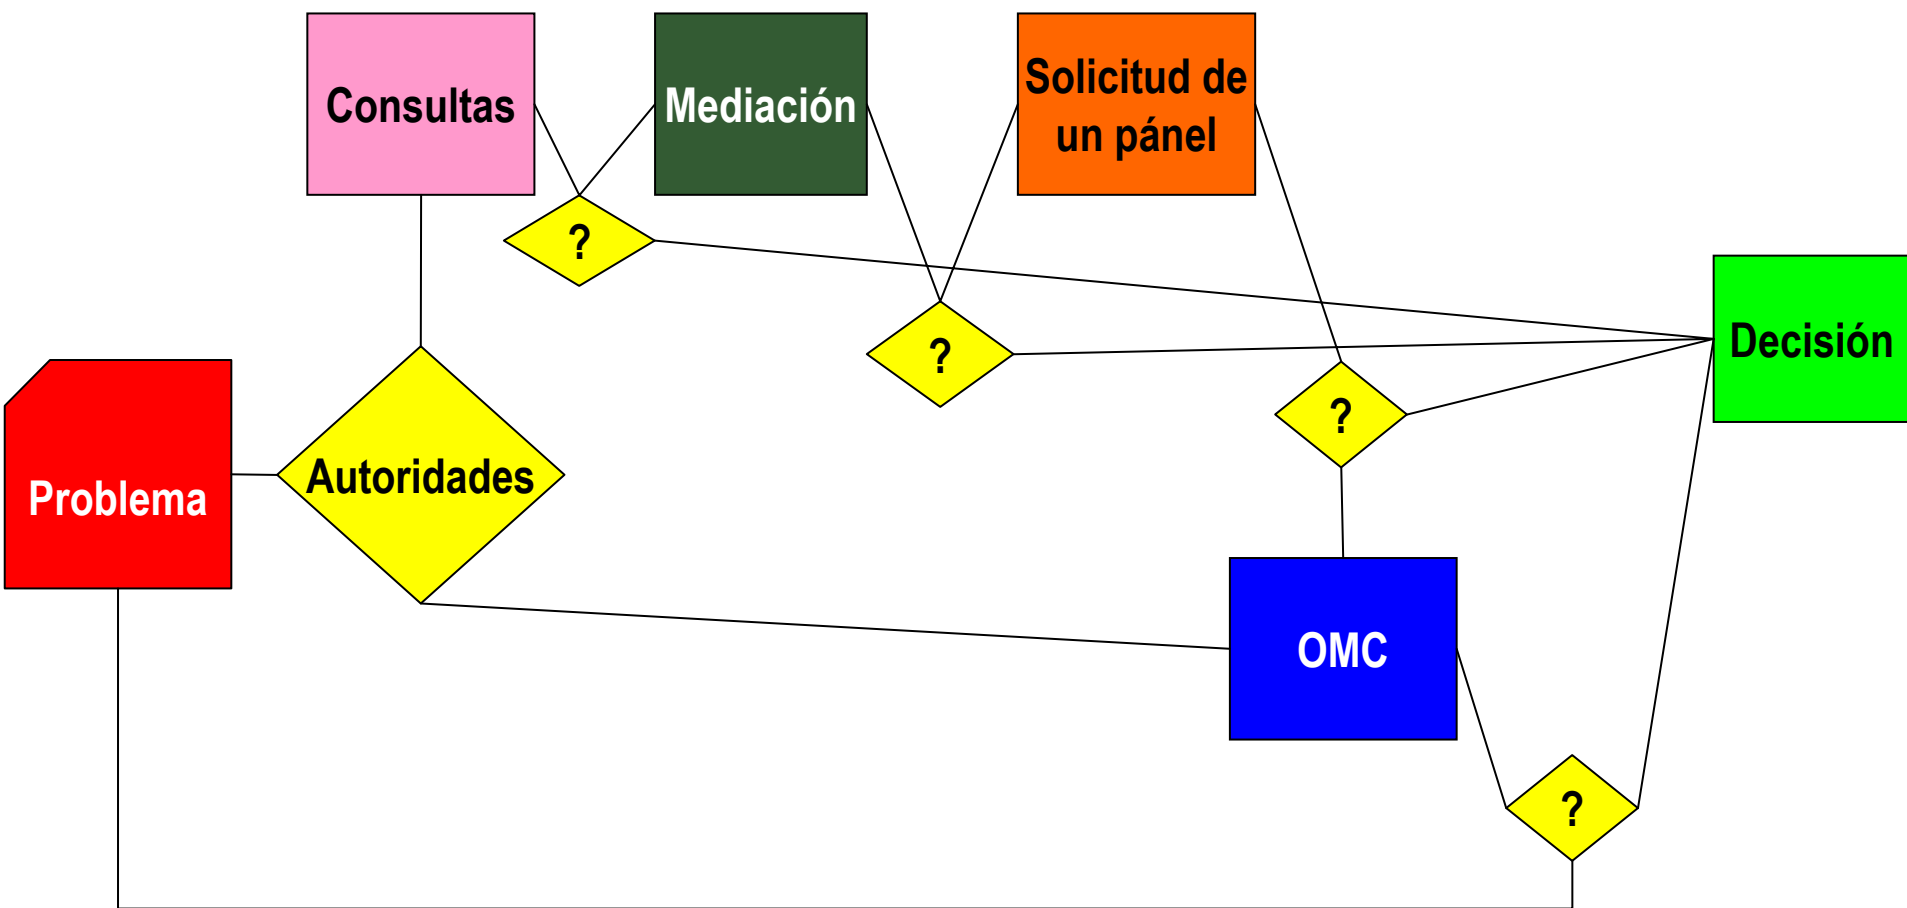 Consultas
Mediación
Solicitud de
un pánel
?
?
Decisión
?
Problema
Autoridades
OMC
?